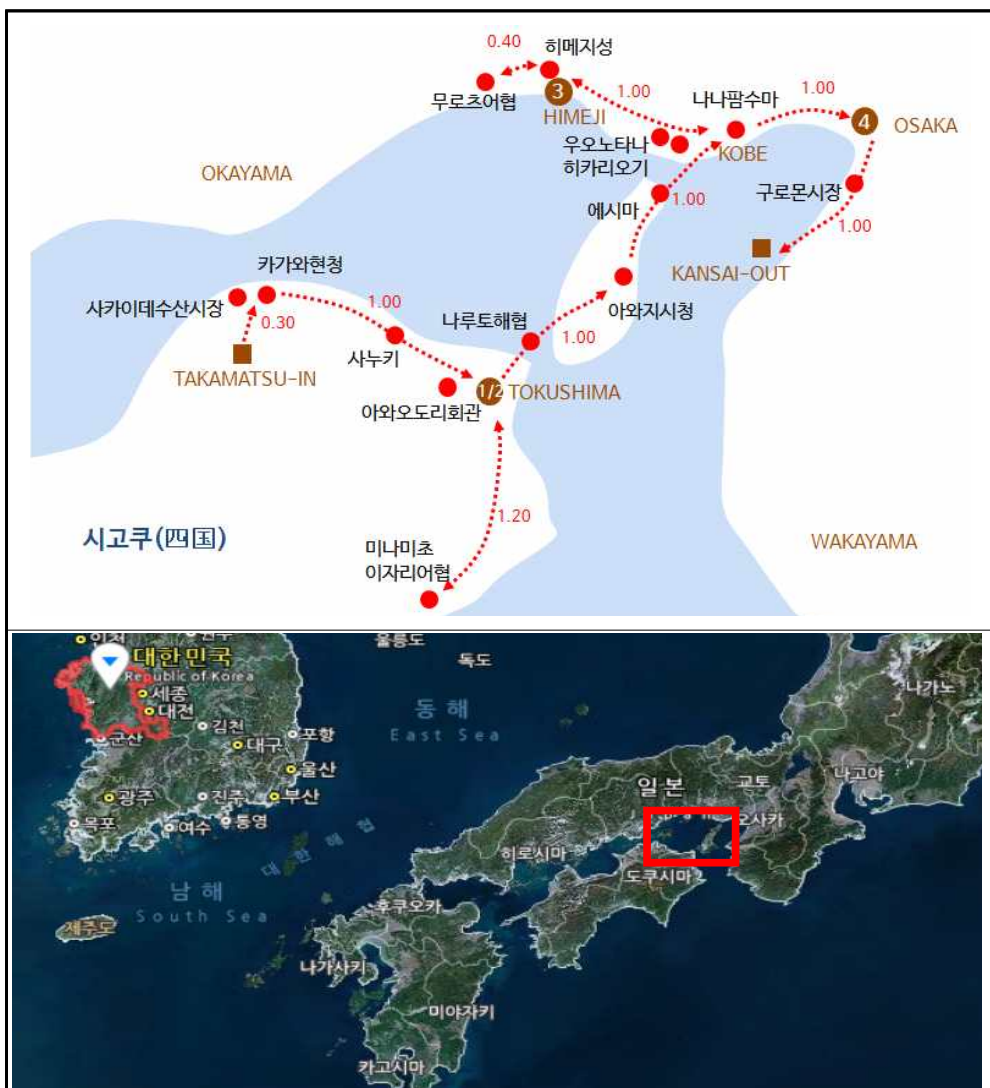 0.40
히메지성
무로츠어협
3
HIMEJI
1.00
나나팜수마
1.00
4
OSAKA
우오노타나
히카리오기
KOBE
OKAYAMA
에시마
1.00
구로몬시장
1.00
KANSAI-OUT
카가와현청
사카이데수산시장
0.30
1.00
나루토해협
1.00
아와지시청
TAKAMATSU-IN
사누키
아와오도리회관
1/2
TOKUSHIMA
1.20
시고쿠(四国)
미나미초
이자리어협
WAKAYAMA
대한민국
Republic of Korea
울릉도
독도
세종
대전
김천
군산
대구
포항
울산
광주
진주
부산
목포
여수
통영
대한해협
동해
East Sea
남해
South Sea
제주도
일본
교토
나가노
나고야
오사카
히로시마
도쿠시마
후쿠오카
나가사키
미야자키
카고시마